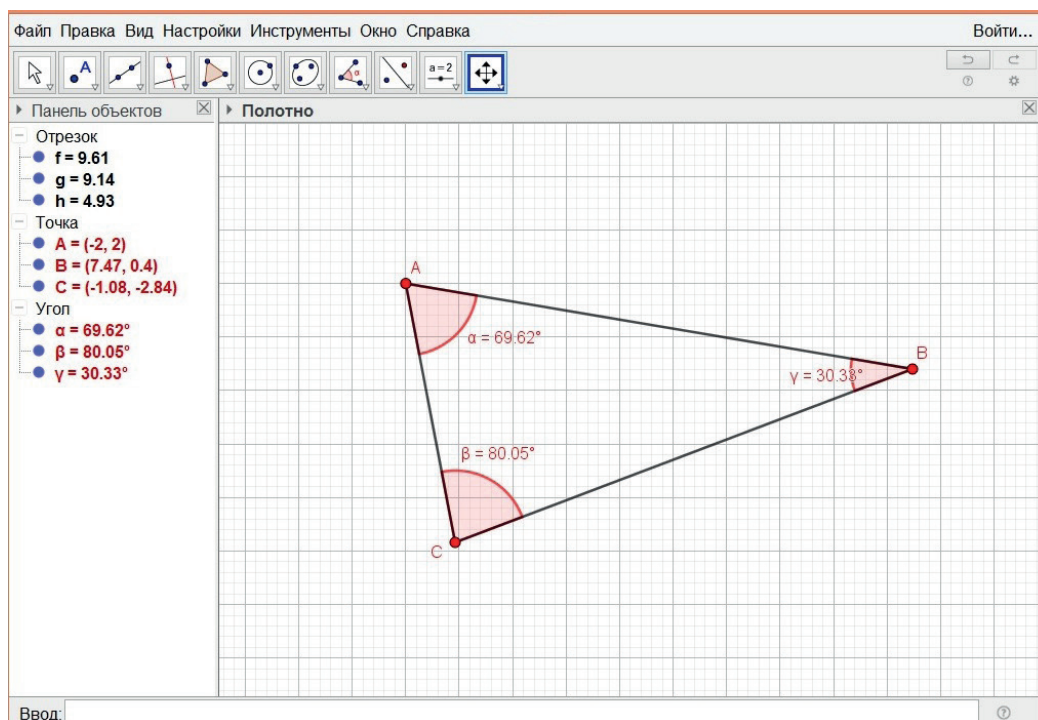 Файл Правка Вид Настройки Инструменты Окно Справка Войти...
A
α
a=2
Панель объектов
Полотно
Отрезок
f = 9.61
g = 9.14
h = 4.93
Точка
A = (-2, 2)
B = (7.47, 0.4)
C = (-1.08, -2.84)
Угол
α = 69.62°
β = 80.05°
γ = 30.33°
A
α = 69.62°
B
γ = 30.33°
β = 80.05°
C
Ввод: